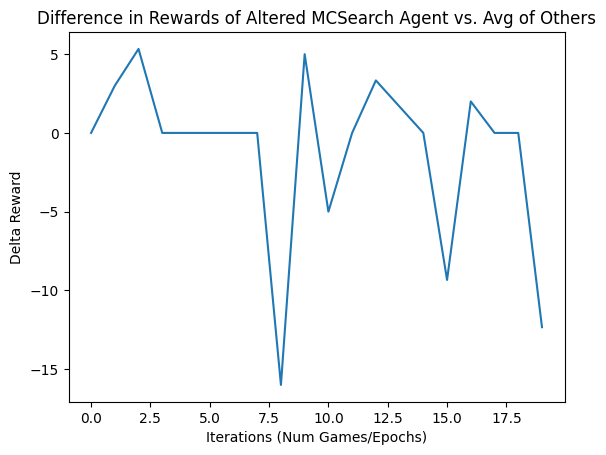 Difference in Rewards of Altered MCSearch Agent vs. Avg of Others
5
0
−5
−10
−15
Delta Reward
0.0 2.5 5.0 7.5 10.0 12.5 15.0 17.5
Iterations (Num Games/Epochs)